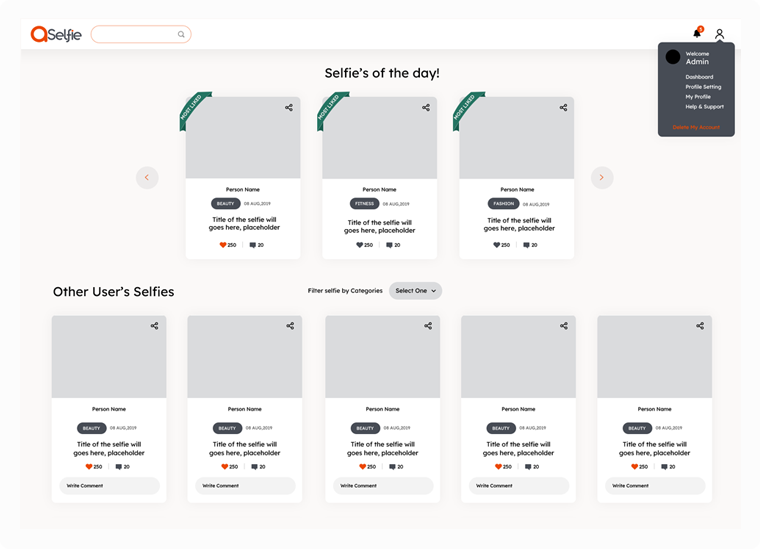 aSelfie
5
Welcome
Admin
Dashboard
Profile Setting
My Profile
Help & Support
Delete My Account
Selfie's of the day!
MOST LIKED
MOST LIKED
MOST LIKED
Person Name
BEAUTY 08 AUG,2019
Title of the selfie will
goes here, placeholder
250 20
Person Name
FITNESS 08 AUG,2019
Title of the selfie will
goes here, placeholder
250 20
Person Name
FASHION 08 AUG,2019
Title of the selfie will
goes here, placeholder
250 20
Other User's Selfies
Filter selfie by Categories Select One
Person Name
BEAUTY 08 AUG,2019
Title of the selfie will
goes here, placeholder
250 20
Write Comment
Person Name
BEAUTY 08 AUG,2019
Title of the selfie will
goes here, placeholder
250 20
Write Comment
Person Name
BEAUTY 08 AUG,2019
Title of the selfie will
goes here, placeholder
250 20
Write Comment
Person Name
BEAUTY 08 AUG,2019
Title of the selfie will
goes here, placeholder
250 20
Write Comment
Person Name
BEAUTY 08 AUG,2019
Title of the selfie will
goes here, placeholder
250 20
Write Comment